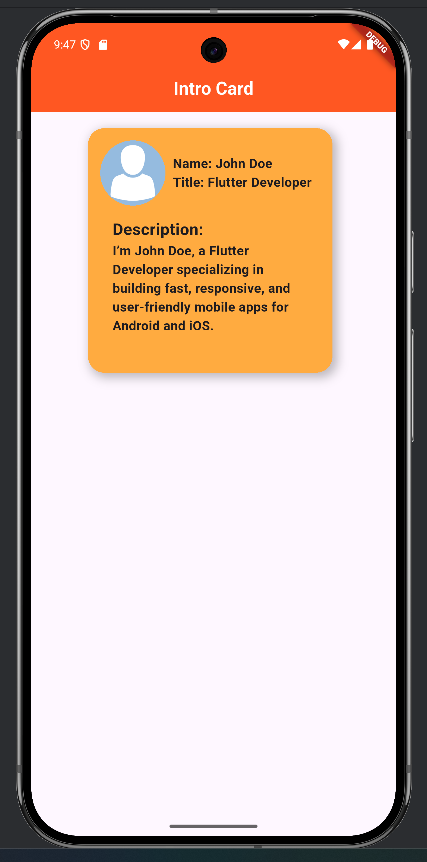 9:47
DEBUG
Intro Card
Name: John Doe
Title: Flutter Developer
Description:
I’m John Doe, a Flutter
Developer specializing in
building fast, responsive, and
user-friendly mobile apps for
Android and iOS.